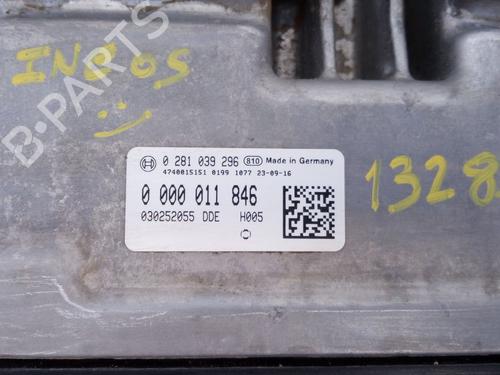 INZOS
B-PARTS
0 281 039 296 810 Made in Germany
4740015151 0199 1077 23-09-16
0 000 011 846
030252055 DDE H005
1328